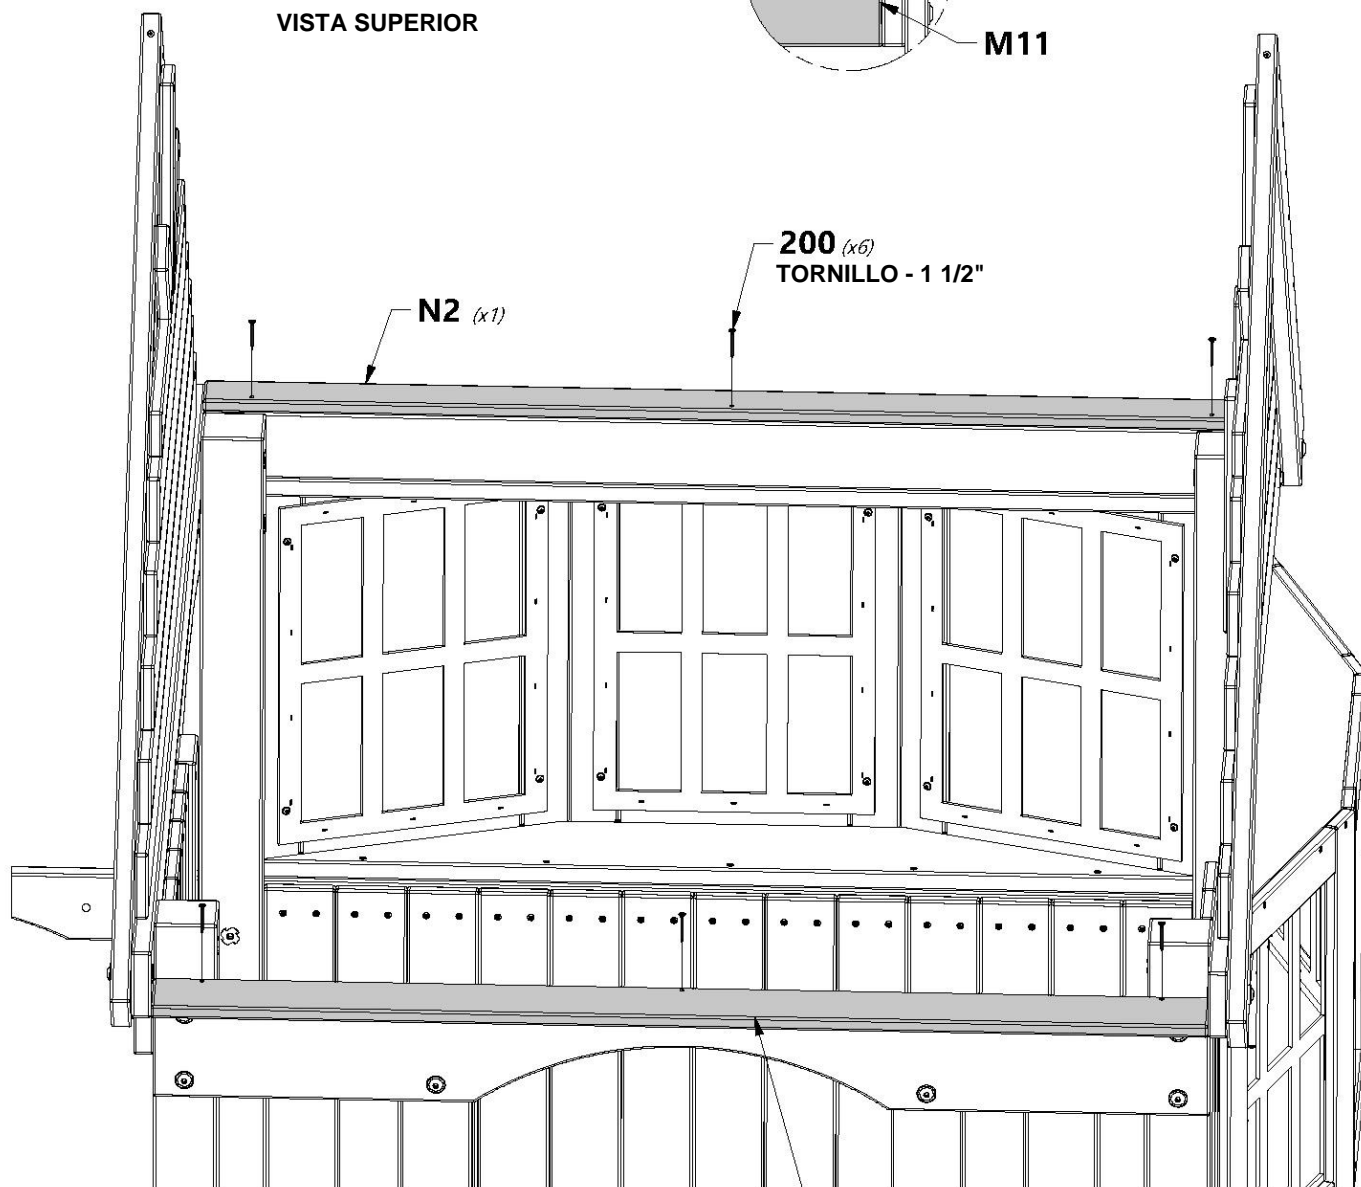 VISTA SUPERIOR
M11
200 (x6)
TORNILLO - 1 1/2"
N2 (x1)